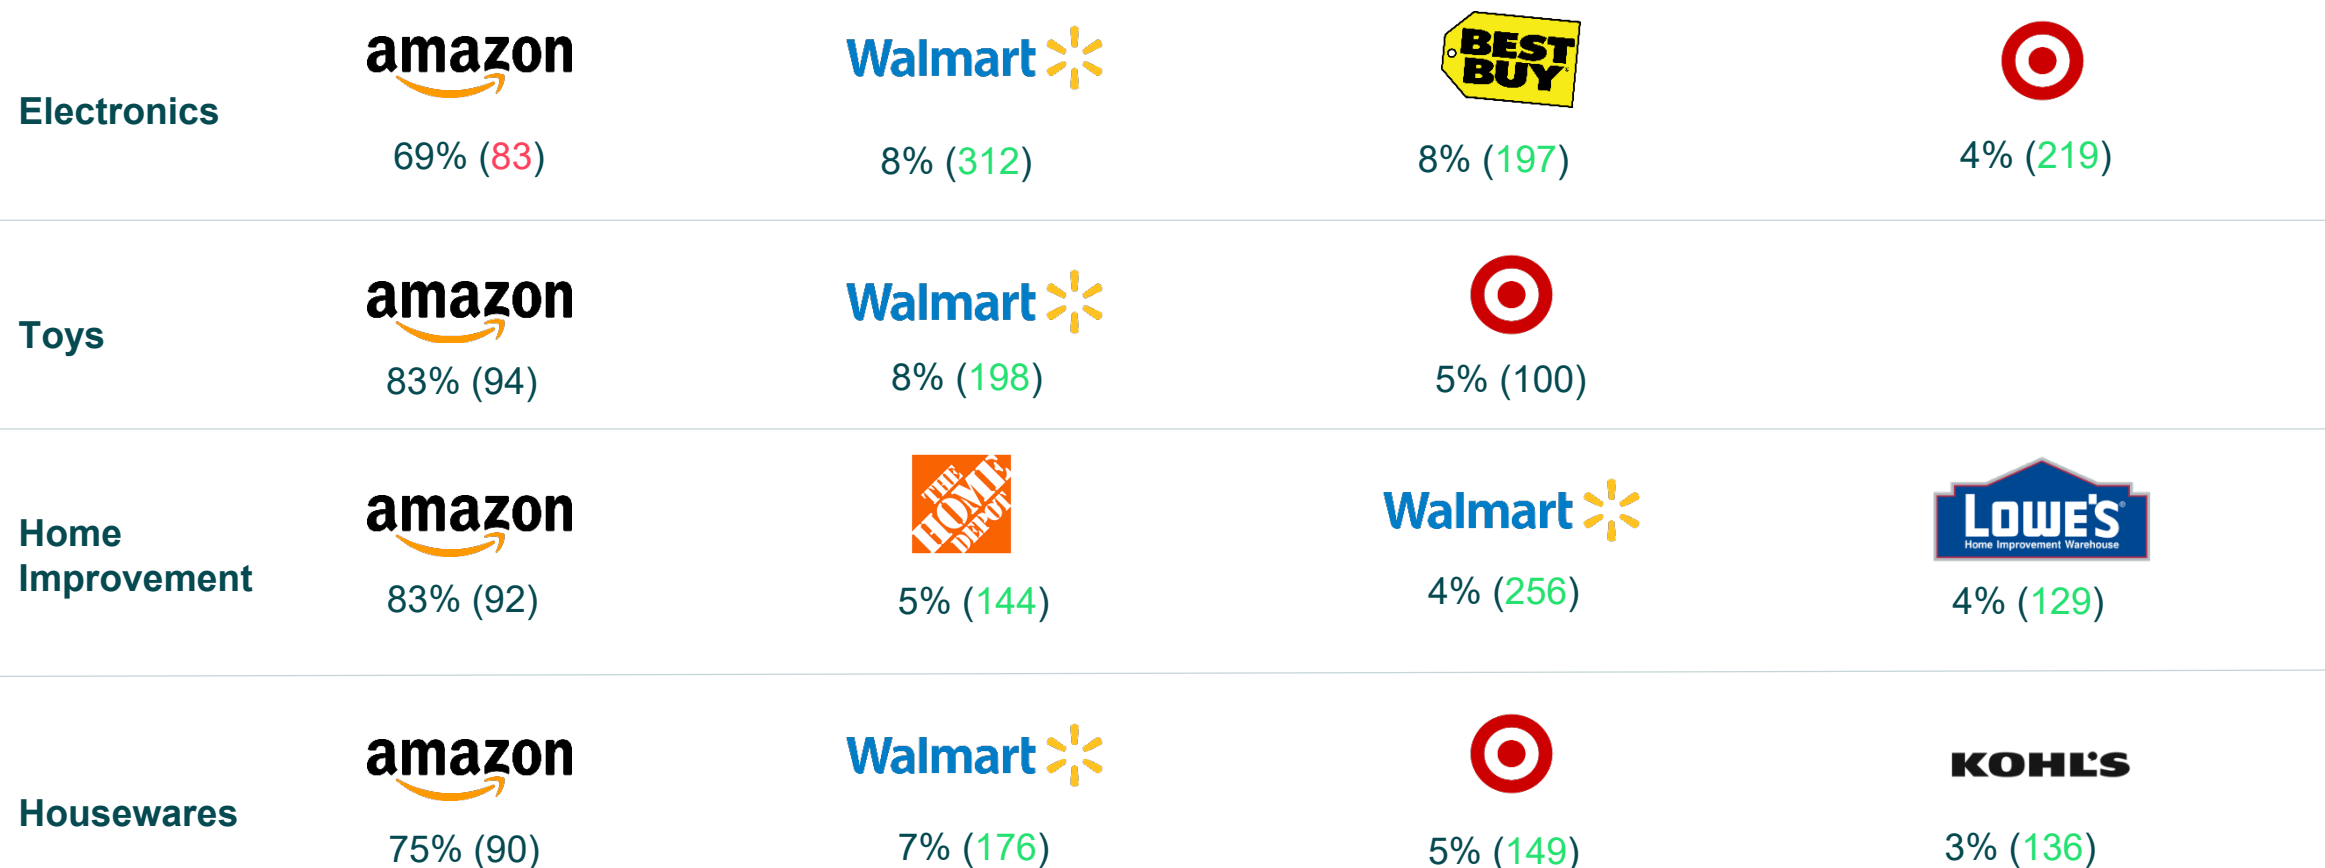 amazon
Walmart
BEST
BUY
Electronics
69% (83)
8% (312)
8% (197)
4% (219)
amazon
Walmart
Toys
83% (94)
8% (198)
5% (100)
amazon
THE
HOME
DEPOT
Walmart
LOWE'S
Home Improvement Warehouse
Home
Improvement
83% (92)
5% (144)
4% (256)
4% (129)
amazon
Walmart
KOHL'S
Housewares
75% (90)
7% (176)
5% (149)
3% (136)